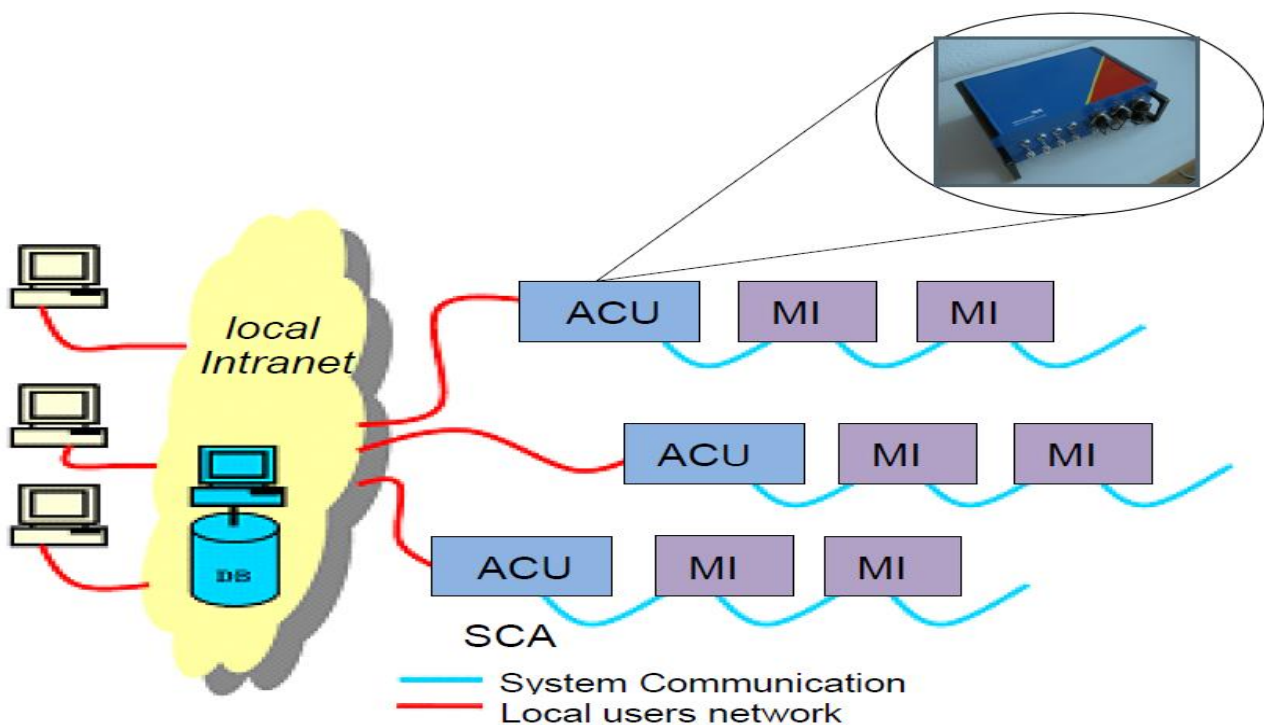 local
Intranet
DB
ACU MI MI
ACU MI MI
ACU MI MI
SCA
System Communication
Local users network